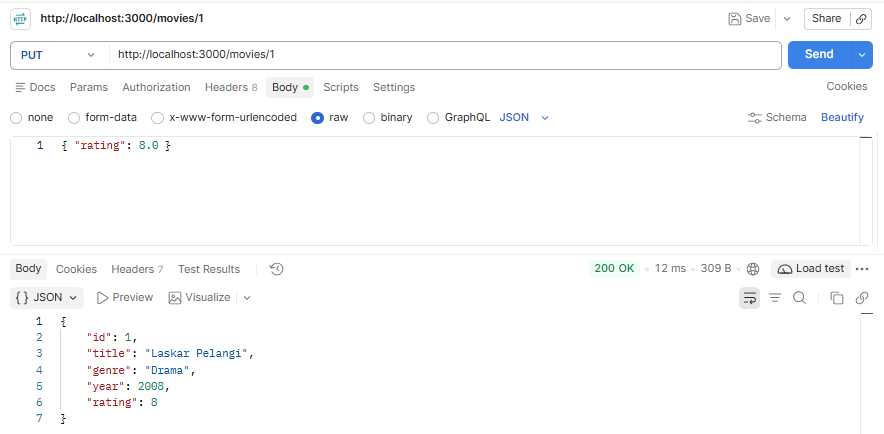 HTTP http://localhost:3000/movies/1 Save Share
PUT http://localhost:3000/movies/1 Send
Docs Params Authorization Headers 8 Body Scripts Settings Cookies
none form-data x-www-form-urlencoded raw binary GraphQL JSON Schema Beautify
1 { "rating": 8.0 }
Body Cookies Headers 7 Test Results 200 OK 12 ms 309 B Load test
{} JSON Preview Visualize
1 {
2 "id": 1,
3 "title": "Laskar Pelangi",
4 "genre": "Drama",
5 "year": 2008,
6 "rating": 8
7 }